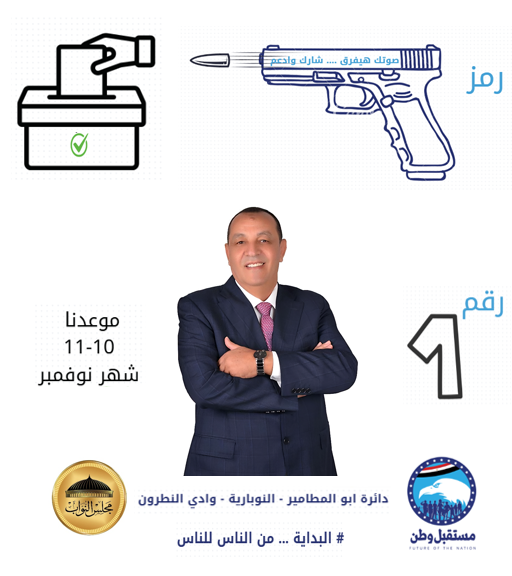 رمز
صوتك هيفرق .... شارك وادعم
رقم
1
موعدنا
11-10
شهر نوفمبر
دائرة ابو المطامير - النوبارية - وادي النطرون
# البداية ... من الناس للناس
مجلس النواب
مستقبل وطن
FUTURE OF THE NATION